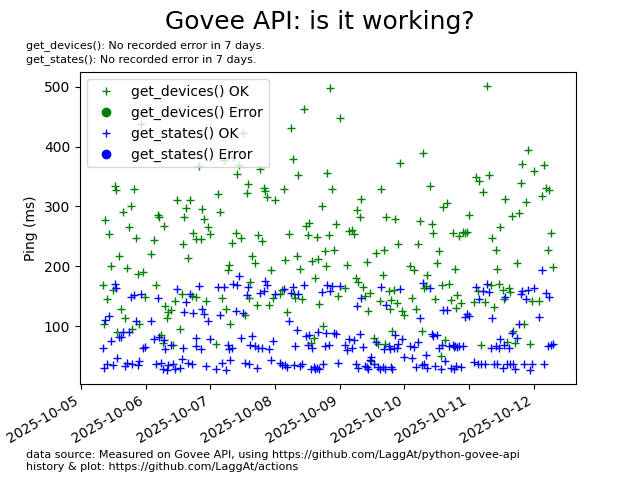 Govee API: is it working?
get_devices(): No recorded error in 7 days.
get_states(): No recorded error in 7 days.
get_devices() OK
get_devices() Error
get_states() OK
get_states() Error
Ping (ms)
500
400
300
200
100
2025-10-05
2025-10-06
2025-10-07
2025-10-08
2025-10-09
2025-10-10
2025-10-11
2025-10-12
data source: Measured on Govee API, using https://github.com/LaggAt/python-govee-api
history & plot: https://github.com/LaggAt/actions